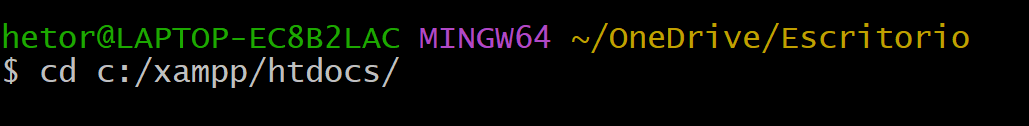 hetor@LAPTOP-EC8B2LAC MINGW64 ~/OneDrive/Escritorio
$ cd c:/xampp/htdocs/